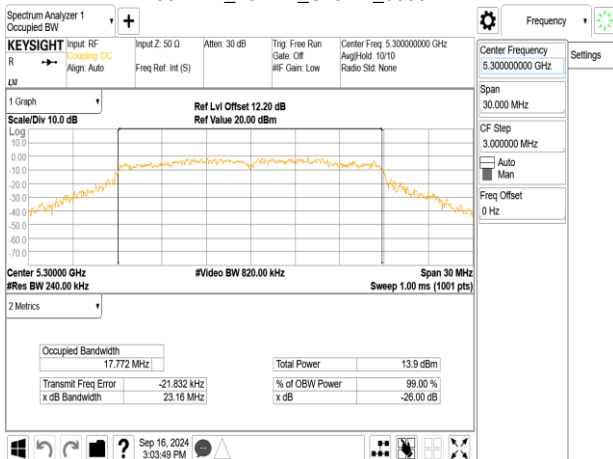 Spectrum Analyzer 1
Occupied BW
+
Frequency
KEYSIGHT
R
Input: RF
Coupling: DC
Align: Auto
Input Z: 50 Ω
Freq Ref: Int (S)
Atten: 30 dB
Trig: Free Run
Gate: Off
#IF Gain: Low
Center Freq: 5.300000000 GHz
Avg|Hold: 10/10
Radio Std: None
Center Frequency
5.300000000 GHz
Settings
Span
30.000 MHz
CF Step
3.000000 MHz
Auto
Man
Freq Offset
0 Hz
1 Graph
Scale/Div 10.0 dB
Ref Lvl Offset 12.20 dB
Ref Value 20.00 dBm
Log
10.0
0.00
-10.0
-20.0
-30.0
-40.0
-50.0
-60.0
-70.0
Center 5.30000 GHz
#Video BW 820.00 kHz
Span 30 MHz
#Res BW 240.00 kHz
Sweep 1.00 ms (1001 pts)
2 Metrics
Occupied Bandwidth
17.772 MHz
Total Power 13.9 dBm
Transmit Freq Error -21.832 kHz
% of OBW Power 99.00 %
x dB Bandwidth 23.16 MHz
x dB -26.00 dB
?
Sep 16, 2024
3:03:49 PM